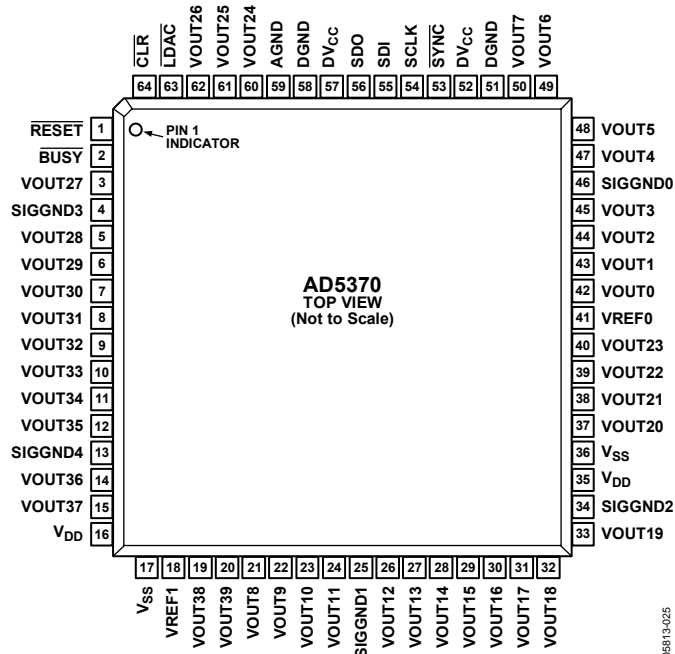 CLR
LDAC
VOUT26
VOUT25
VOUT24
AGND
DGND
DVCC
SDO
SDI
SCLK
SYNC
DVCC
DGND
VOUT7
VOUT6
64 63 62 61 60 59 58 57 56 55 54 53 52 51 50 49
RESET 1
BUSY 2
VOUT27 3
SIGGND3 4
VOUT28 5
VOUT29 6
VOUT30 7
VOUT31 8
VOUT32 9
VOUT33 10
VOUT34 11
VOUT35 12
SIGGND4 13
VOUT36 14
VOUT37 15
VDD 16
PIN 1
INDICATOR
AD5370
TOP VIEW
(Not to Scale)
48 VOUT5
47 VOUT4
46 SIGGND0
45 VOUT3
44 VOUT2
43 VOUT1
42 VOUT0
41 VREF0
40 VOUT23
39 VOUT22
38 VOUT21
37 VOUT20
36 VSS
35 VDD
34 SIGGND2
33 VOUT19
17 18 19 20 21 22 23 24 25 26 27 28 29 30 31 32
VSS
VREF1
VOUT38
VOUT39
VOUT8
VOUT9
VOUT10
VOUT11
SIGGND1
VOUT12
VOUT13
VOUT14
VOUT15
VOUT16
VOUT17
VOUT18
05813-025